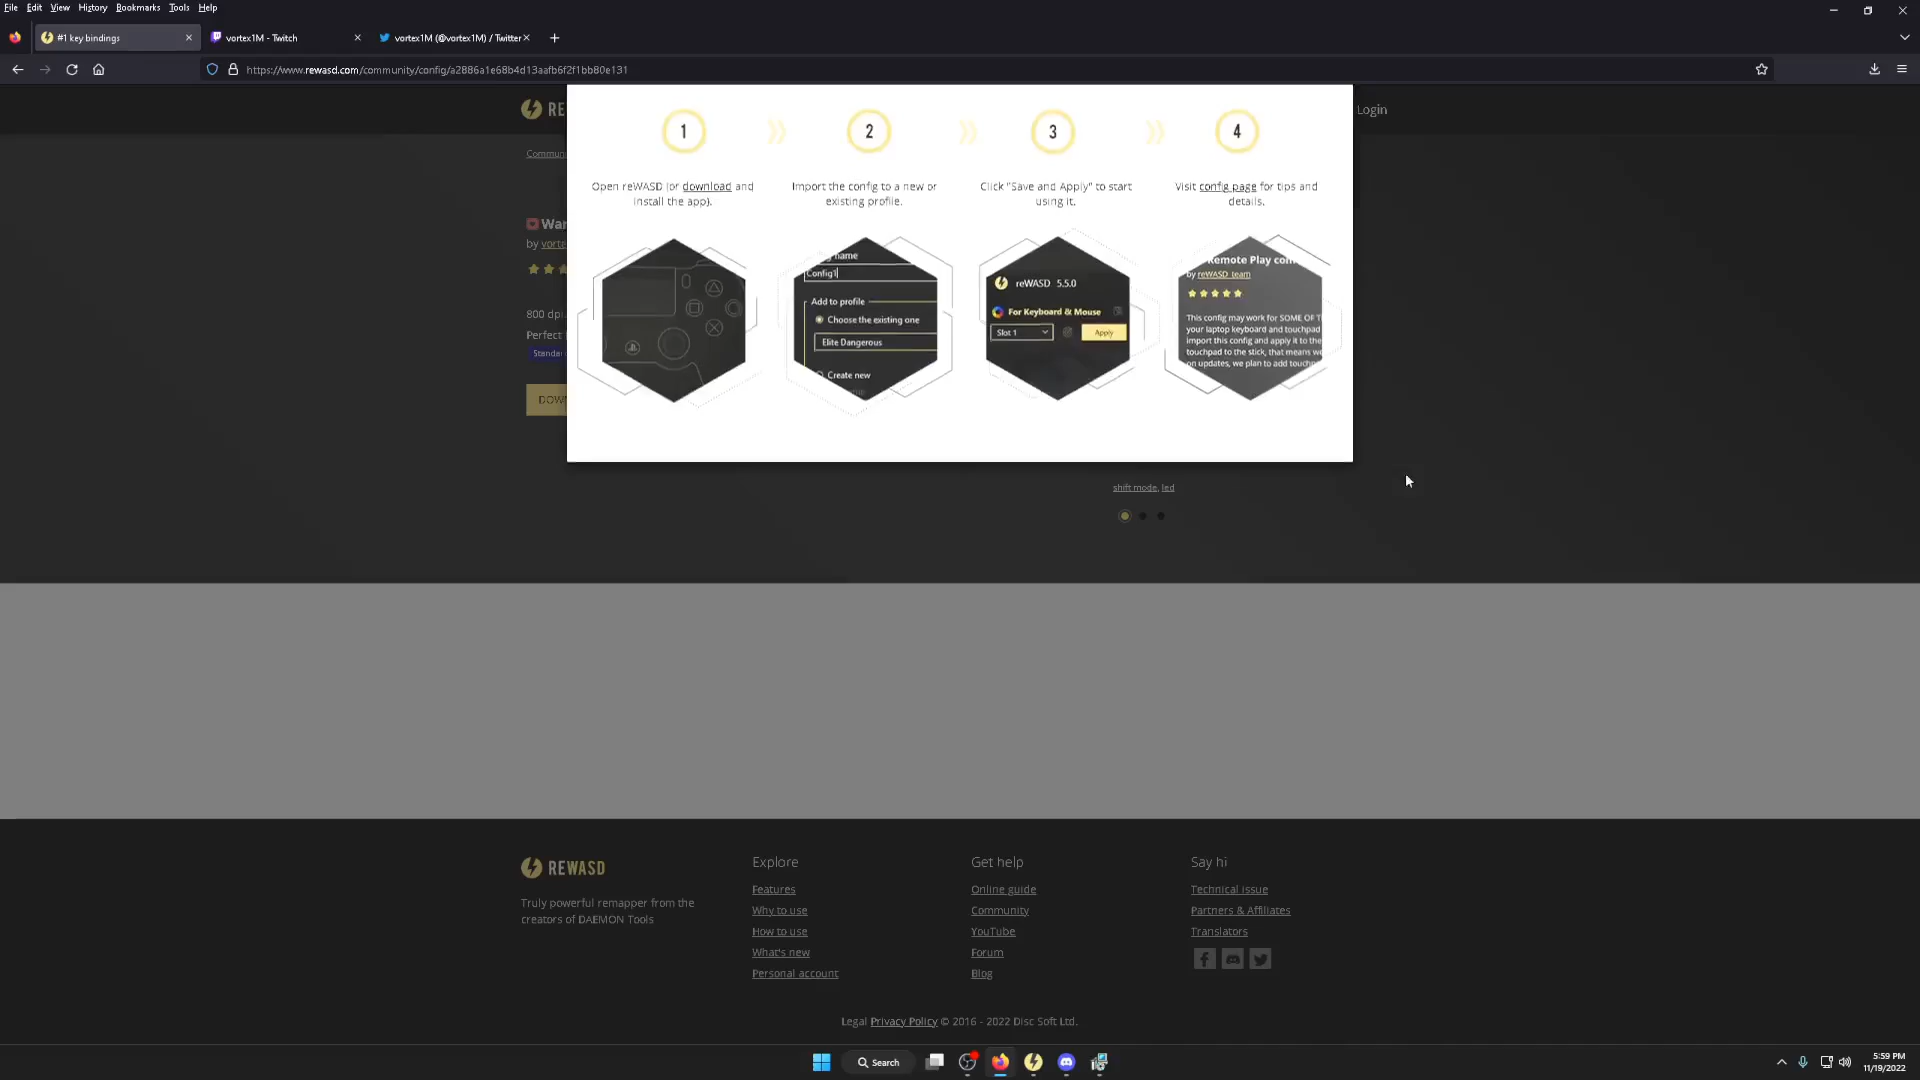 File Edit View History Bookmarks Tools Help
#1 key bindings
vortex1M - Twitch
vortex1M (@vortex1M) / Twitter
https://www.rewasd.com/community/config/a2886a1e68b4d13aafb6f2f1bb80e131
RE
Login
1
2
3
4
Commun
Open reWASD (or download and
install the app).
Import the config to a new or
existing profile.
Click "Save and Apply" to start
using it.
Visit config page for tips and
details.
War
by vorte
800 dpi
Perfect
Standa
DOWN
name
Config1
Add to profile
Choose the existing one
Elite Dangerous
Create new
reWASD 5.5.0
For Keyboard & Mouse
Slot 1
Apply
Remote Play con
by reWASD team
This config may work for SOME OF T
your laptop keyboard and touchpad
import this config and apply it to the
touchpad to the stick, that means we
on updates, we plan to add touchp
shift mode, led
REWASD
Truly powerful remapper from the
creators of DAEMON Tools
Explore
Features
Why to use
How to use
What's new
Personal account
Get help
Online guide
Community
YouTube
Forum
Blog
Say hi
Technical issue
Partners & Affiliates
Translators
Legal Privacy Policy © 2016 - 2022 Disc Soft Ltd.
Search
5:59 PM
11/19/2022